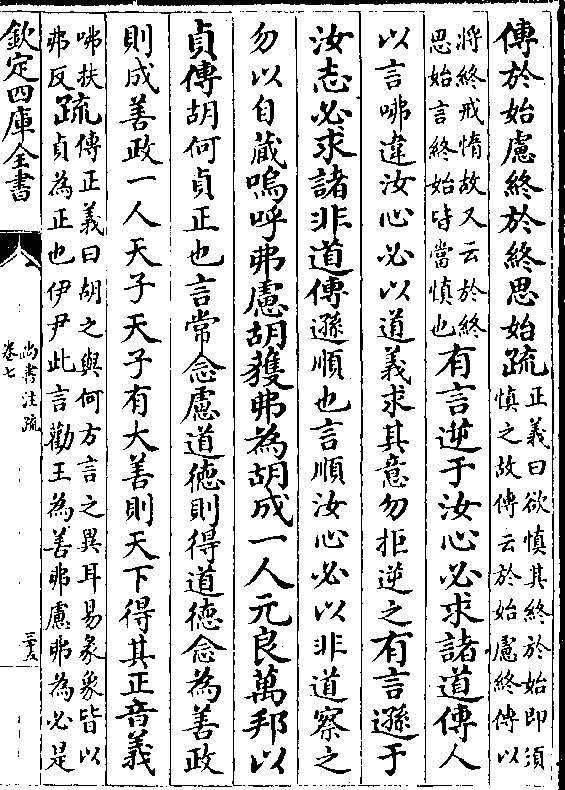 傳於始慮終於終思始疏正義曰欲慎其終於始即須
慎之故傳云於始慮終傳以
將終戒惰故又云於終
思始言終始皆當慎也有言逆于汝心必求諸道傳人
以言咈違汝心必以道義求其意勿拒逆之有言遜于
汝志必求諸非道傳遜順也言順汝心必以非道察之
勿以自臧嗚呼弗慮胡獲弗為胡成一人元良萬邦以
貞傳胡何貞正也言常念慮道德則得道德念為善政
則成善政一人天子天子有大善則天下得其正音義
咈扶
弗反疏傳正義曰胡之與何方言之異耳易彖象皆以
貞為正也伊尹此言勸王為善弗慮弗為必是
欽定四庫全書
尚書注疏
卷七
三十五